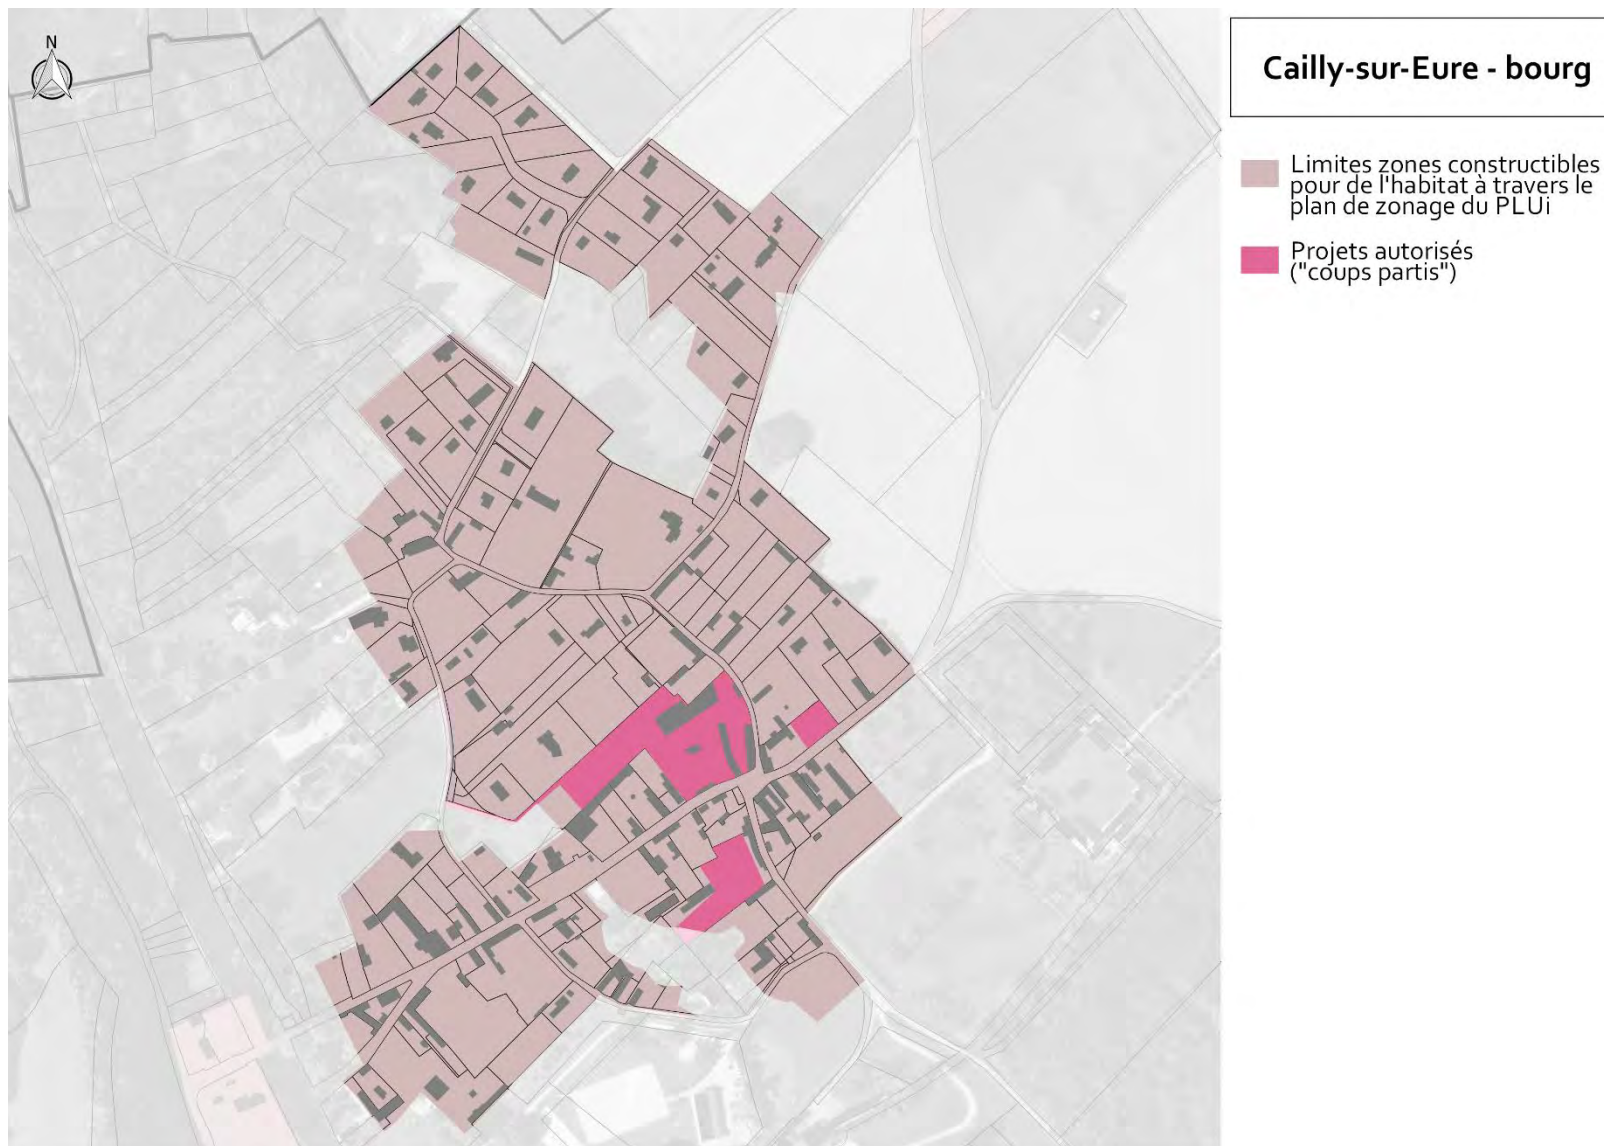 N
Cailly-sur-Eure - bourg
Limites zones constructibles
pour de l'habitat à travers le
plan de zonage du PLUi
Projets autorisés
("coups partis")